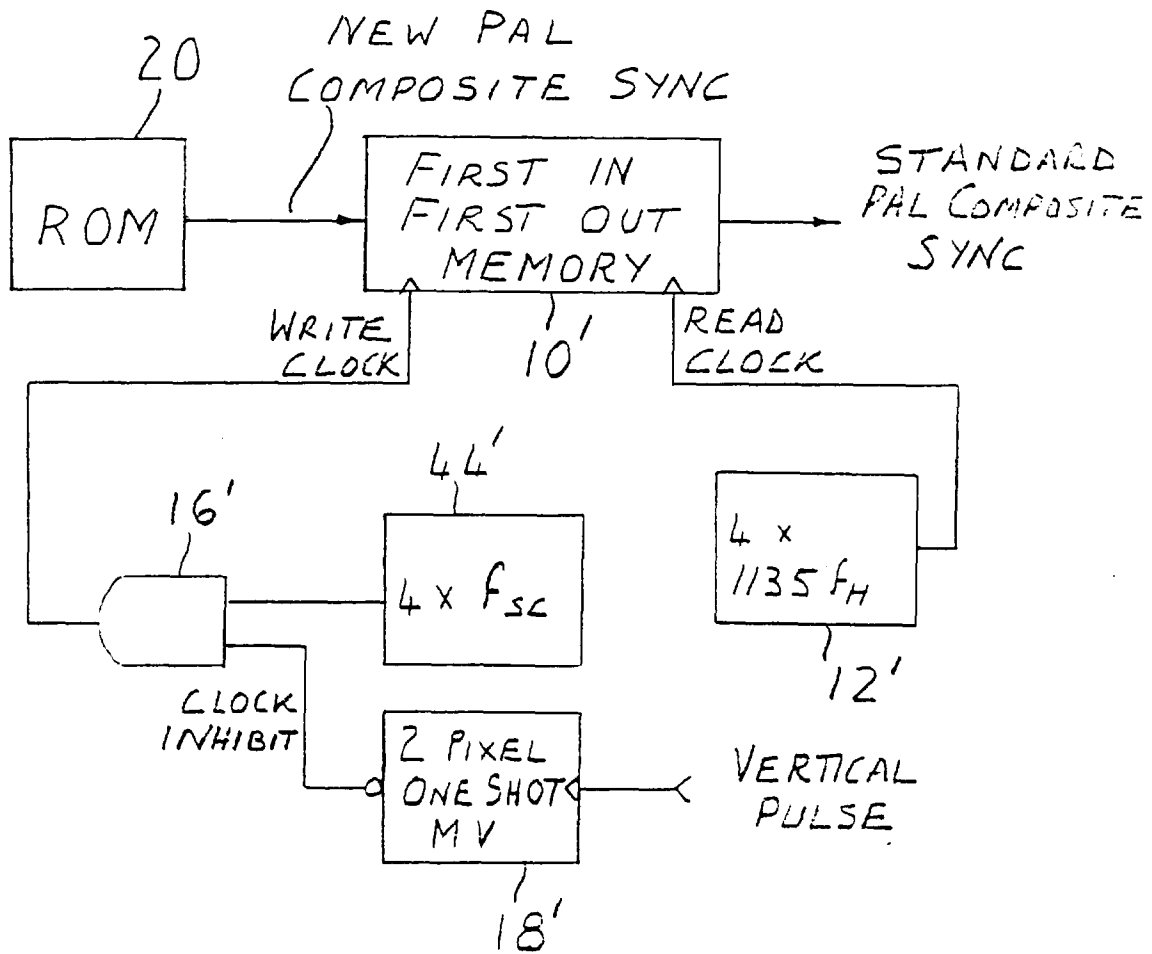 20
NEW PAL
COMPOSITE SYNC
ROM
FIRST IN
FIRST OUT
MEMORY
STANDARD
PAL COMPOSITE
SYNC
WRITE
CLOCK
10'
READ
CLOCK
44'
16'
4 x fsc
4 x
1135 fH
12'
CLOCK
INHIBIT
2 PIXEL
ONE SHOT
MV
VERTICAL
PULSE
18'